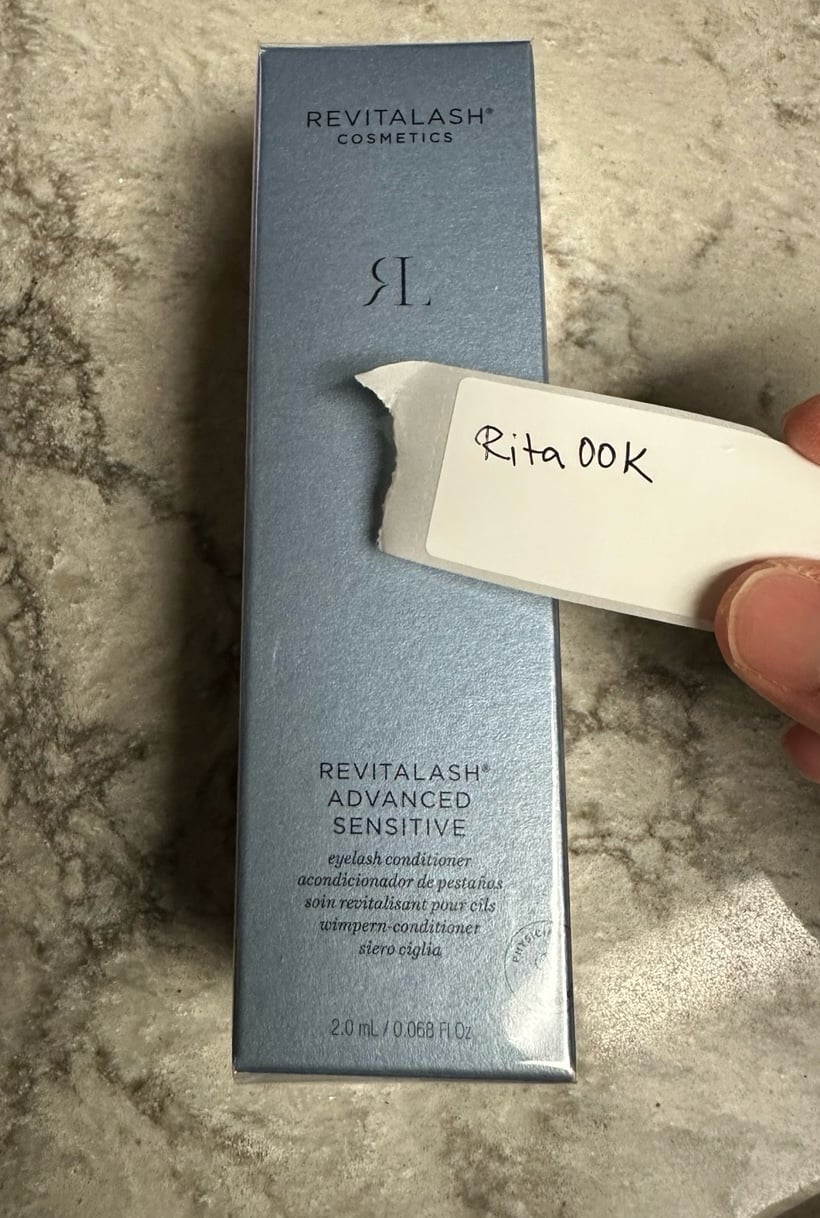 REVITALASH®
COSMETICS
RL
Rita 00K
REVITALASH®
ADVANCED
SENSITIVE
eyelash conditioner
acondicionador de pestañas
soin revitalisant pour cils
wimpern-conditioner
siero ciglia
2.0 mL / 0.068 Fl Oz